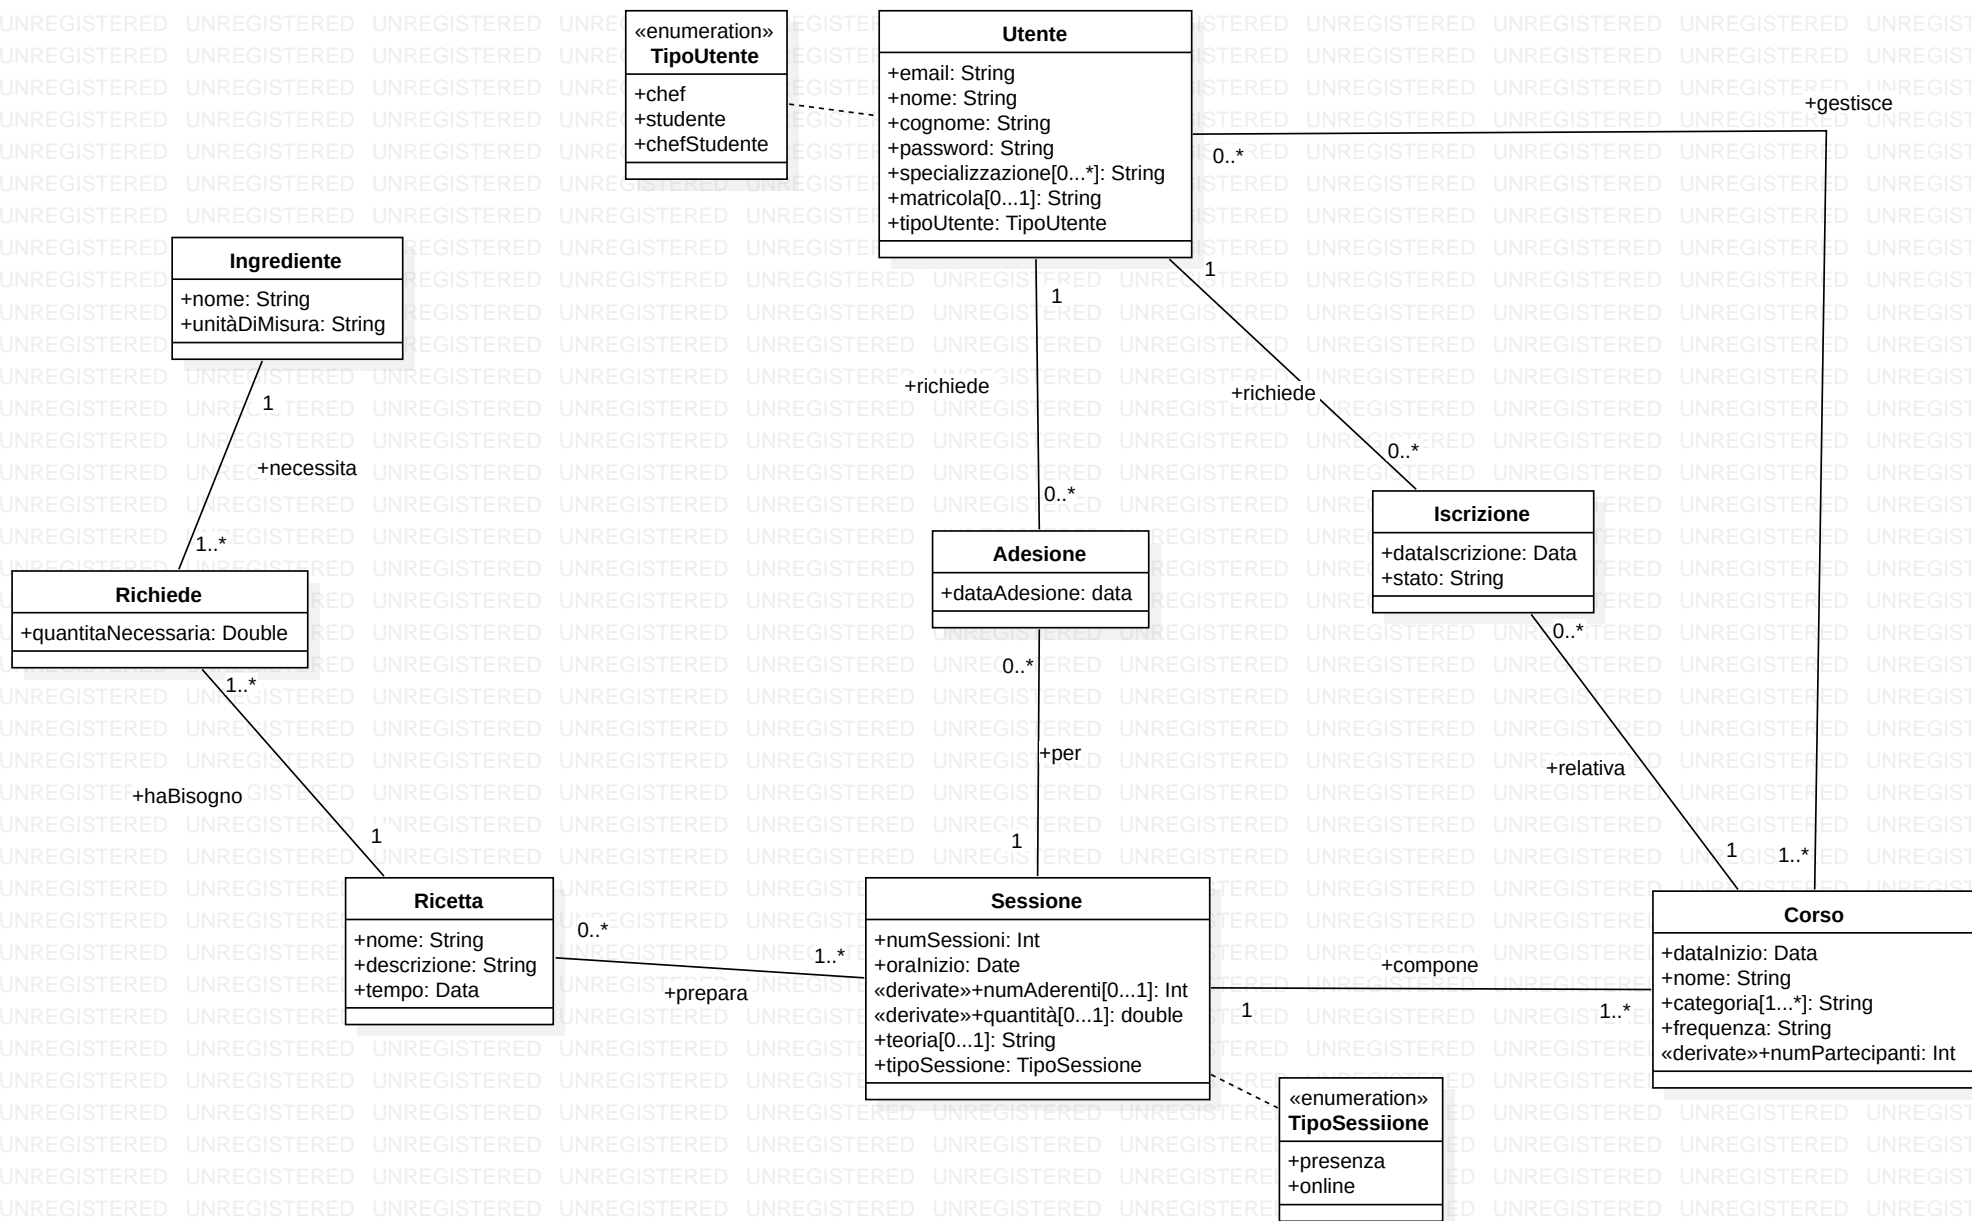 «enumeration»
TipoUtente
+chef
+studente
+chefStudente
Utente
+email: String
+nome: String
+cognome: String
+password: String
+specializzazione[0...*]: String
+matricola[0...1]: String
+tipoUtente: TipoUtente
+gestisce
0..*
Ingrediente
+nome: String
+unitàDiMisura: String
1
1
1
+richiede
+richiede
+necessita
0..*
0..*
1..*
Iscrizione
+dataIscrizione: Data
+stato: String
Adesione
+dataAdesione: data
Richiede
+quantitaNecessaria: Double
0..*
0..*
1..*
+per
+relativa
+haBisogno
1
1
1
1..*
Ricetta
+nome: String
+descrizione: String
+tempo: Data
0..*
1..*
+prepara
Sessione
+numSessioni: Int
+oraInizio: Date
«derivate»+numAderenti[0...1]: Int
«derivate»+quantità[0...1]: double
+teoria[0...1]: String
+tipoSessione: TipoSessione
+compone
1
1..*
Corso
+dataInizio: Data
+nome: String
+categoria[1...*]: String
+frequenza: String
«derivate»+numPartecipanti: Int
«enumeration»
TipoSessiione
+presenza
+online
UNREGISTERED